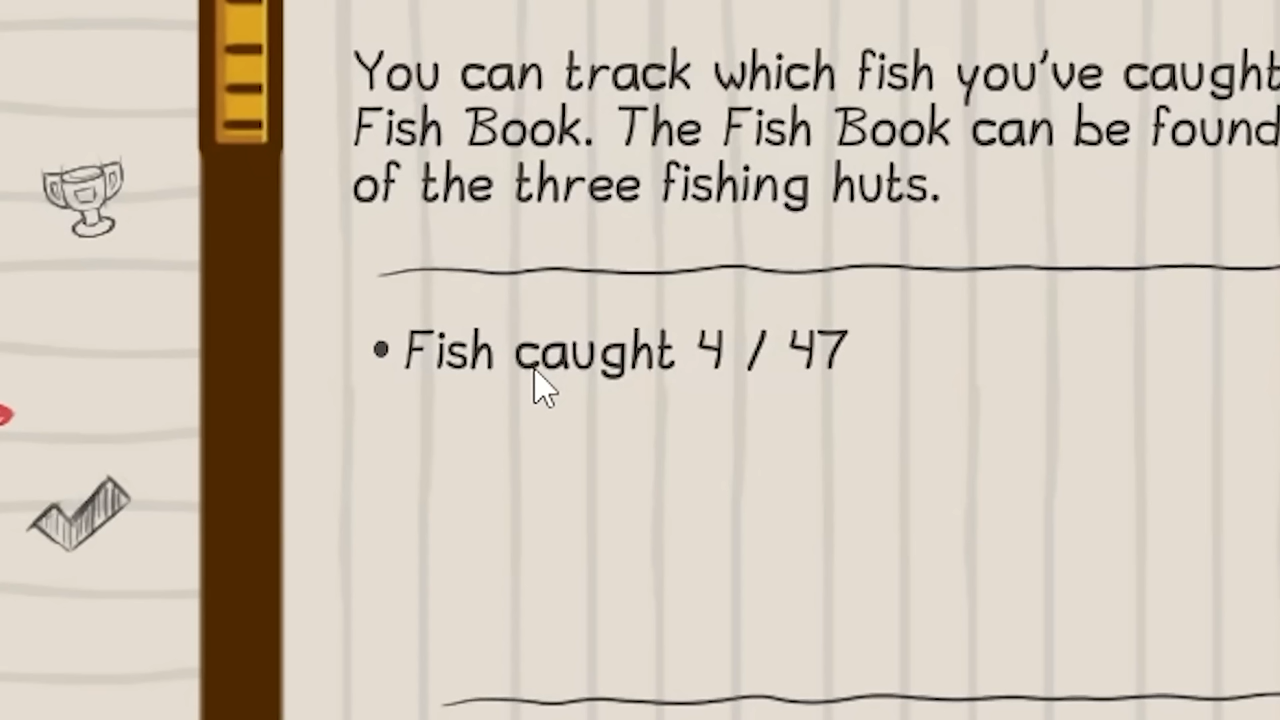 You can track which fish you've caught
Fish Book. The Fish Book can be found
of the three fishing huts.
• Fish caught 4 / 47